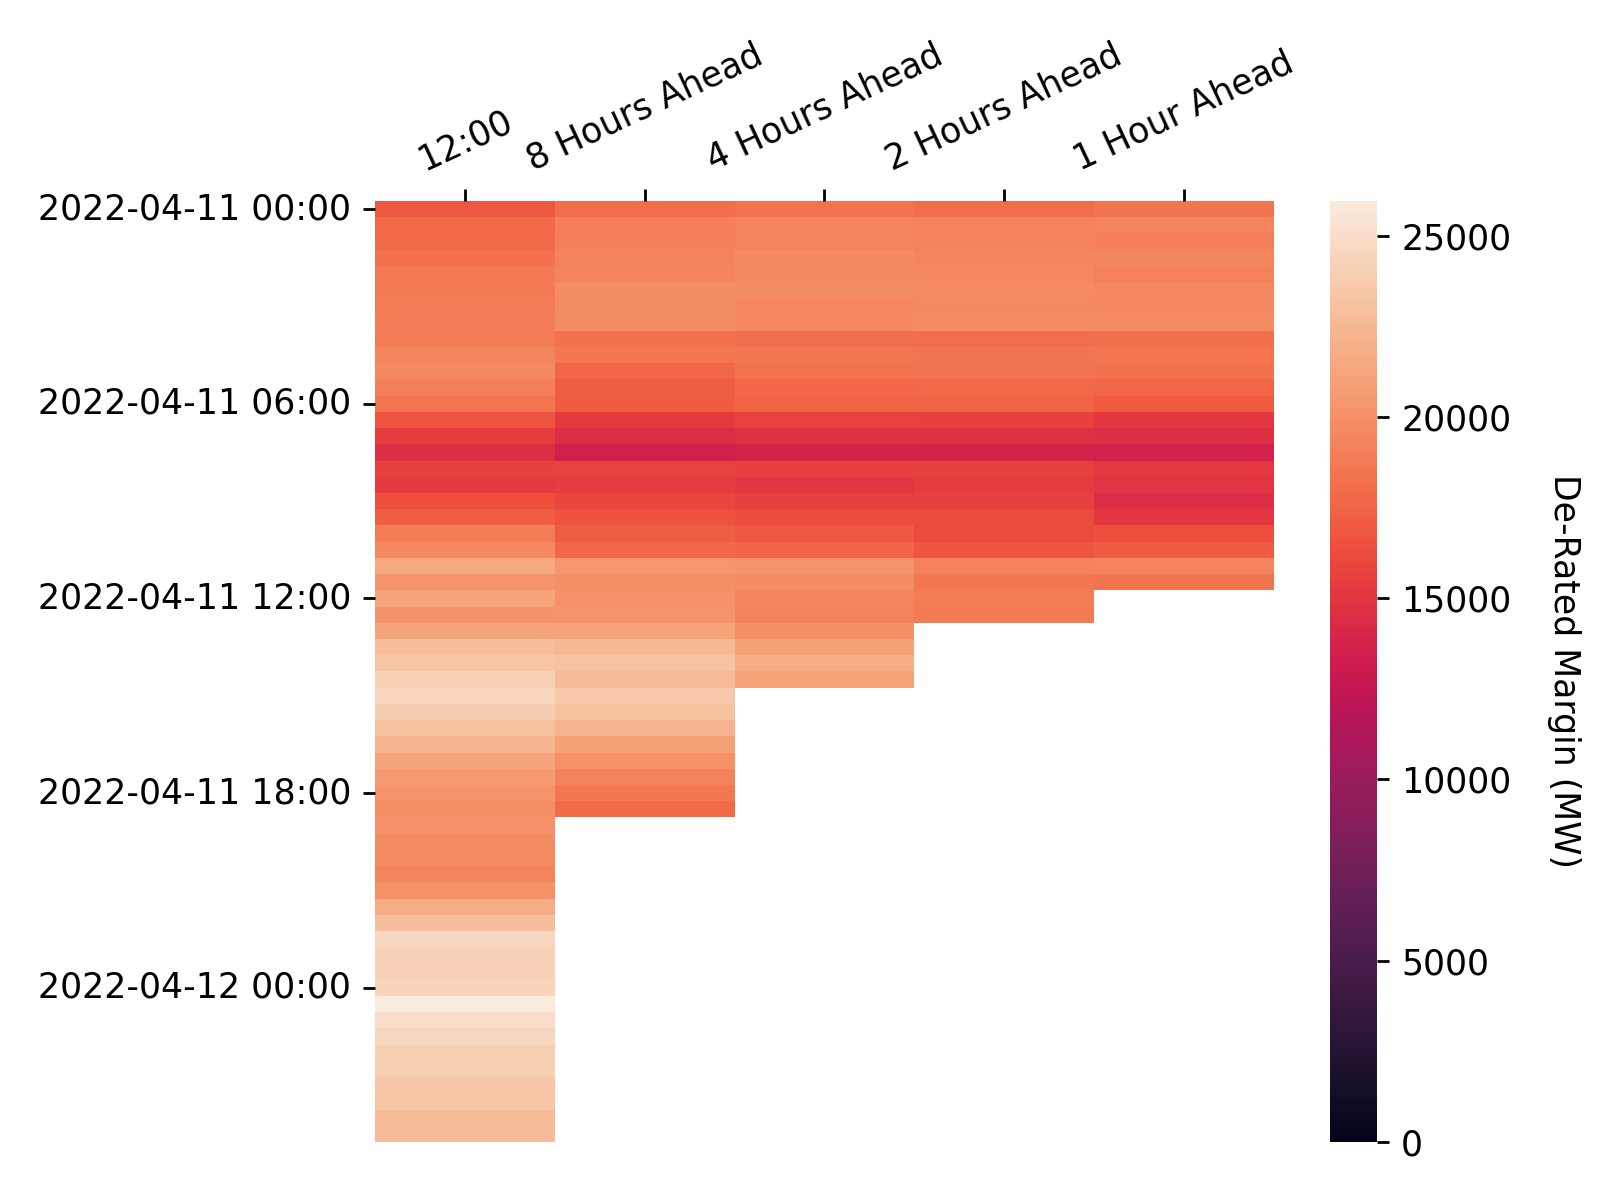 12:00
8 Hours Ahead
4 Hours Ahead
2 Hours Ahead
1 Hour Ahead
2022-04-11 00:00
2022-04-11 06:00
2022-04-11 12:00
2022-04-11 18:00
2022-04-12 00:00
25000
20000
15000
10000
5000
0
De-Rated Margin (MW)